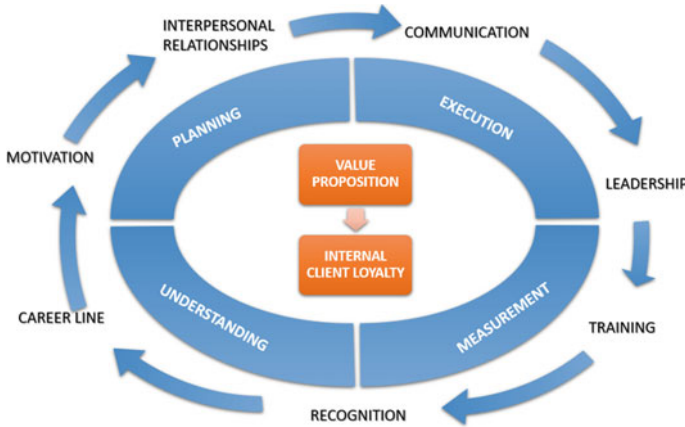 INTERPERSONAL
RELATIONSHIPS
COMMUNICATION
PLANNING
EXECUTION
MOTIVATION
VALUE
PROPOSITION
LEADERSHIP
INTERNAL
CLIENT LOYALTY
UNDERSTANDING
MEASUREMENT
CAREER LINE
TRAINING
RECOGNITION